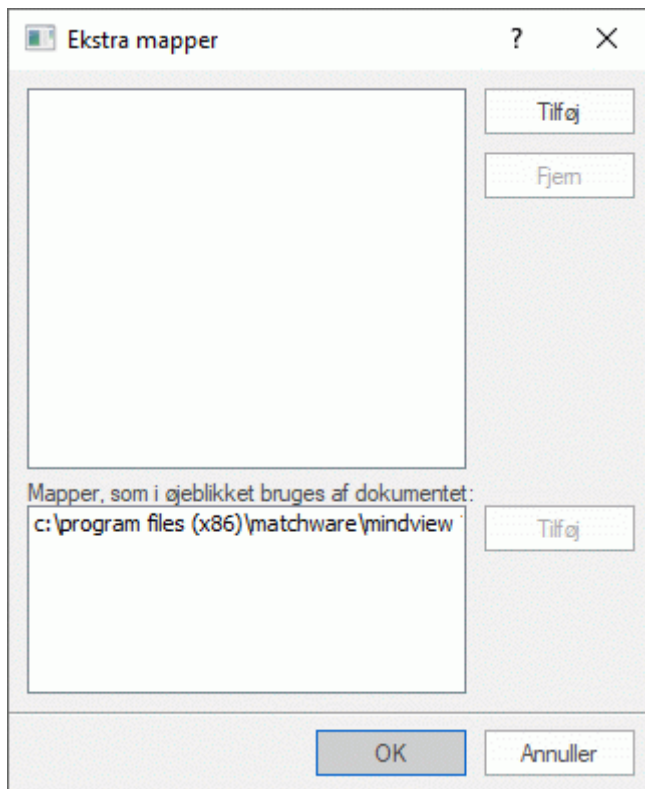 Ekstra mapper
?
Tilføj
Fjern
Mapper, som i øjeblikket bruges af dokumentet:
c:\program files (x86)\matchware\mindview
Tilføj
OK
Annuller